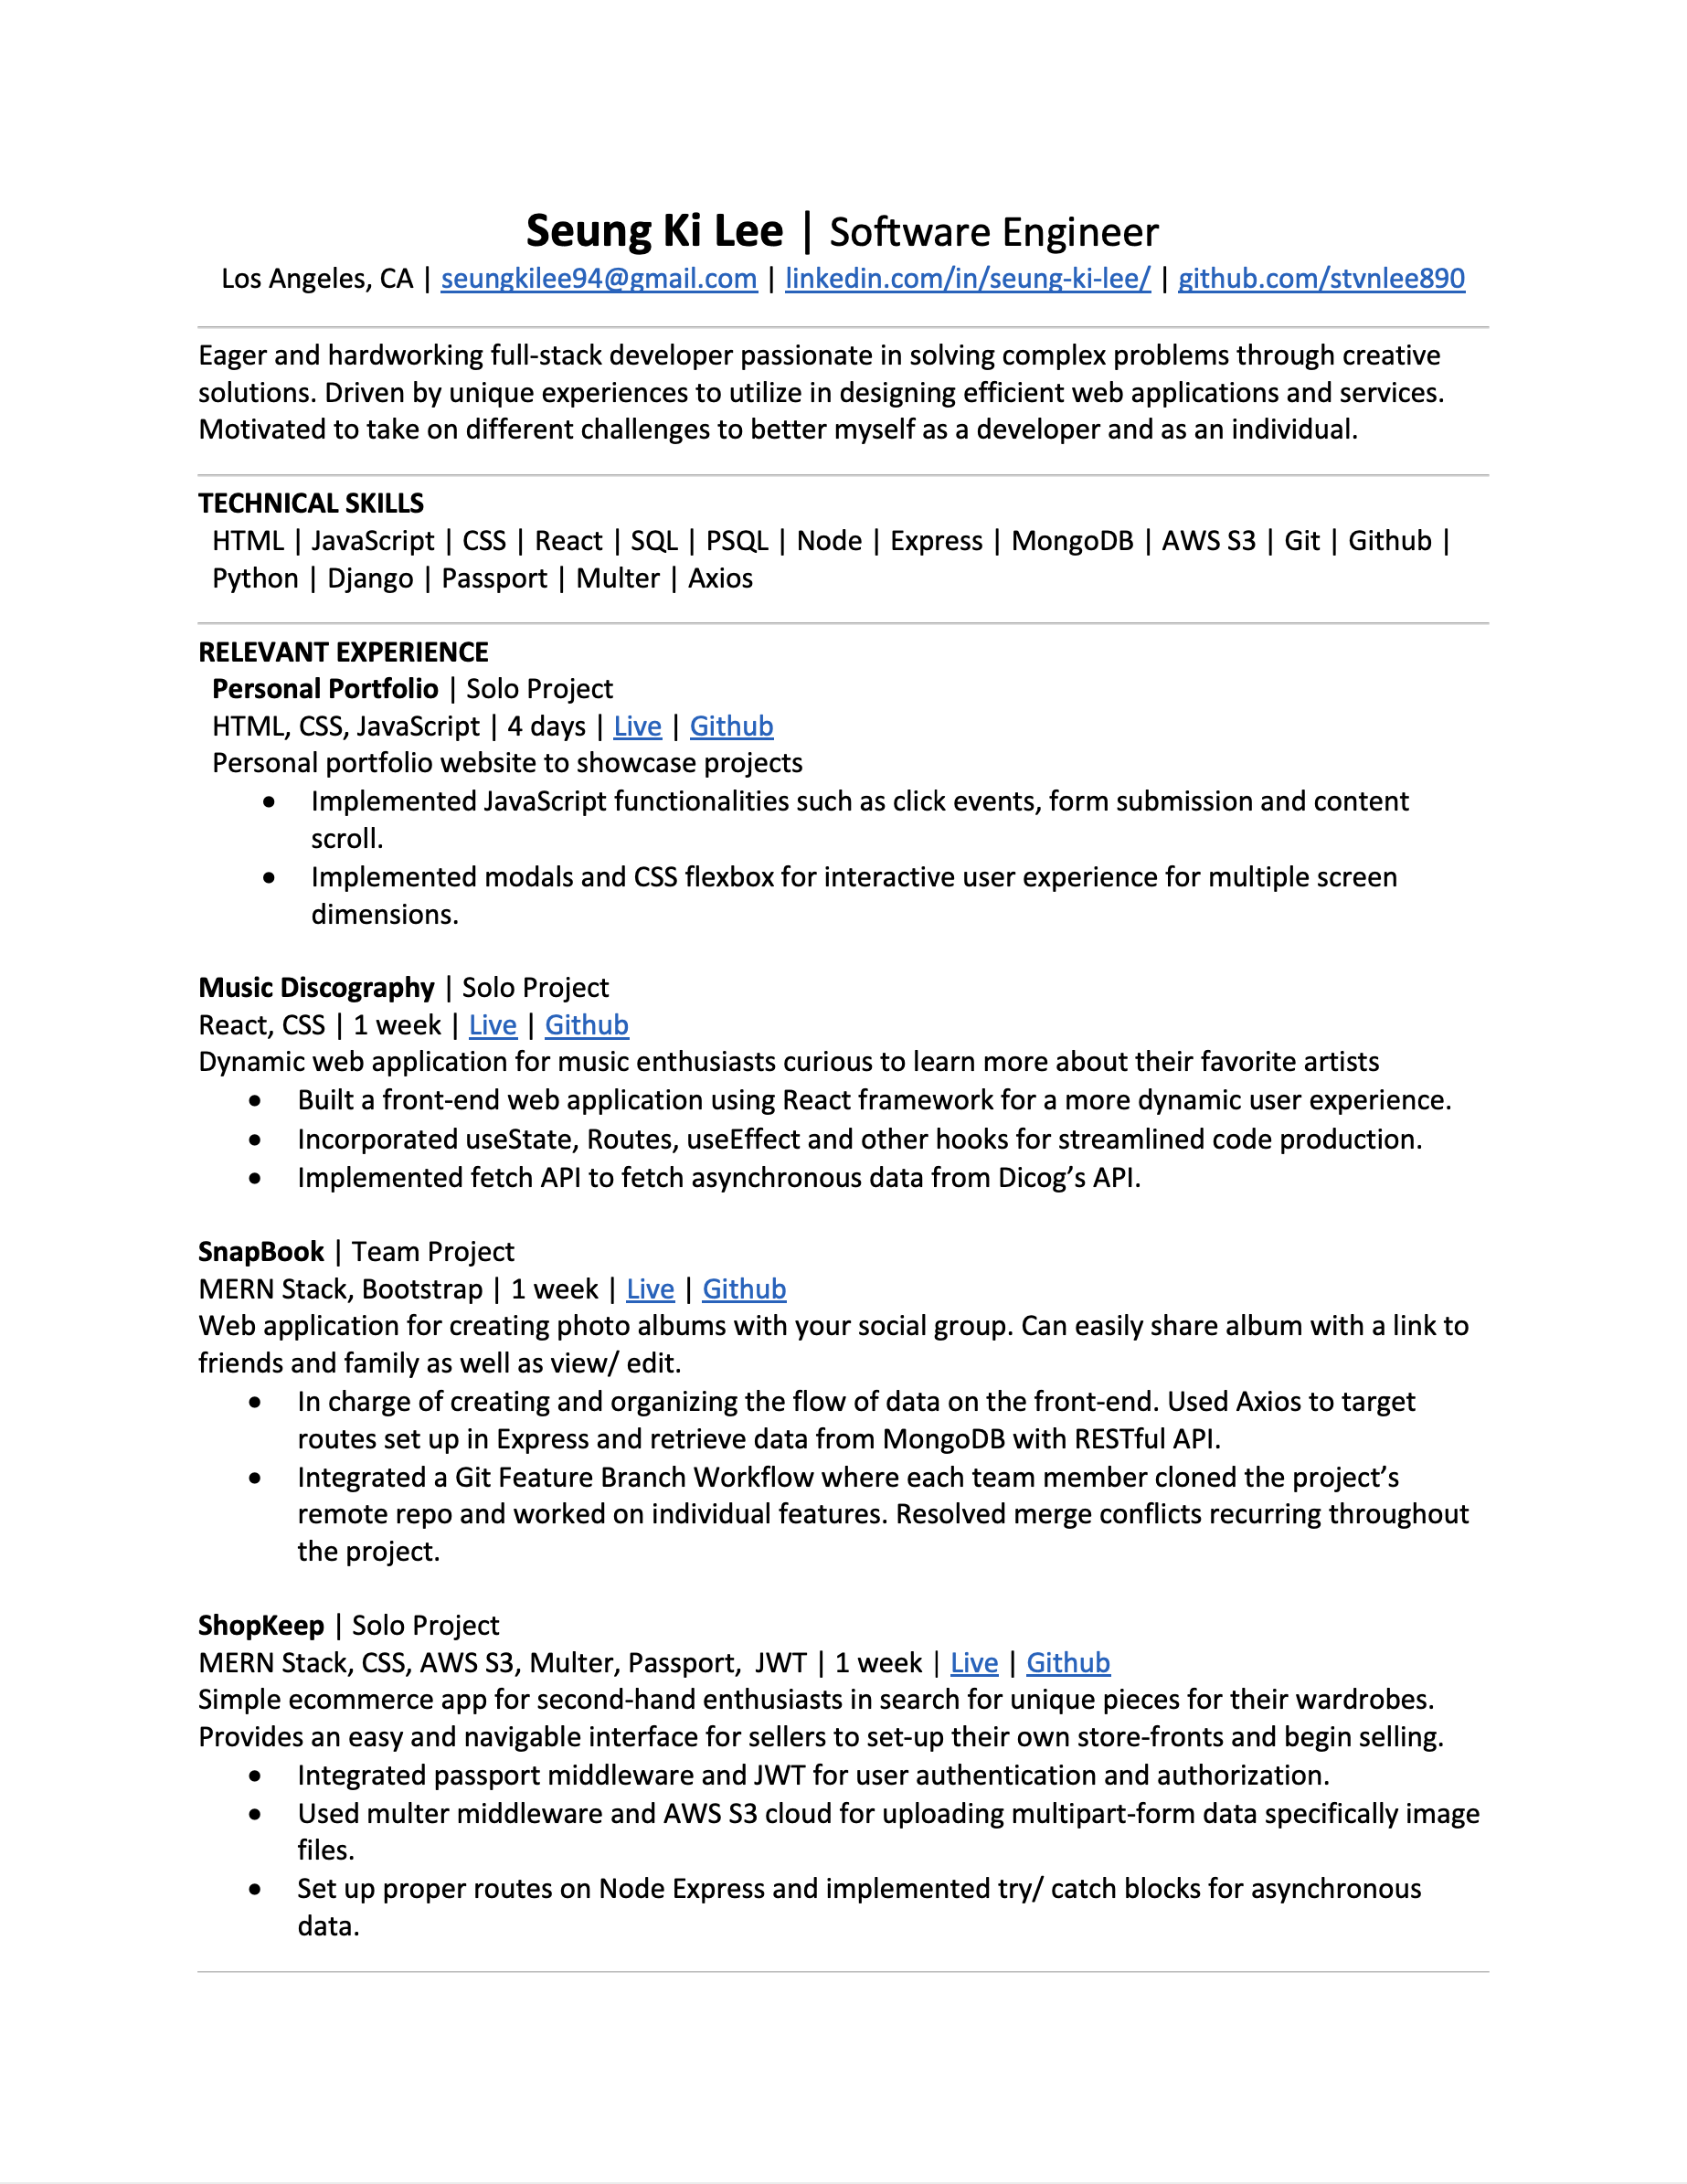 Seung Ki Lee | Software Engineer
Los Angeles, CA | seungkilee94@gmail.com | linkedin.com/in/seung-ki-lee/ | github.com/stvnlee890
Eager and hardworking full-stack developer passionate in solving complex problems through creative
solutions. Driven by unique experiences to utilize in designing efficient web applications and services.
Motivated to take on different challenges to better myself as a developer and as an individual.
TECHNICAL SKILLS
HTML | JavaScript | CSS | React | SQL | PSQL | Node | Express | MongoDB | AWS S3 | Git | Github |
Python | Django | Passport | Multer | Axios
RELEVANT EXPERIENCE
Personal Portfolio | Solo Project
HTML, CSS, JavaScript | 4 days | Live | Github
Personal portfolio website to showcase projects
• Implemented JavaScript functionalities such as click events, form submission and content
scroll.
• Implemented modals and CSS flexbox for interactive user experience for multiple screen
dimensions.
Music Discography | Solo Project
React, CSS | 1 week | Live | Github
Dynamic web application for music enthusiasts curious to learn more about their favorite artists
• Built a front-end web application using React framework for a more dynamic user experience.
• Incorporated useState, Routes, useEffect and other hooks for streamlined code production.
• Implemented fetch API to fetch asynchronous data from Dicog’s API.
SnapBook | Team Project
MERN Stack, Bootstrap | 1 week | Live | Github
Web application for creating photo albums with your social group. Can easily share album with a link to
friends and family as well as view/ edit.
• In charge of creating and organizing the flow of data on the front-end. Used Axios to target
routes set up in Express and retrieve data from MongoDB with RESTful API.
• Integrated a Git Feature Branch Workflow where each team member cloned the project’s
remote repo and worked on individual features. Resolved merge conflicts recurring throughout
the project.
ShopKeep | Solo Project
MERN Stack, CSS, AWS S3, Multer, Passport,  JWT | 1 week | Live | Github
Simple ecommerce app for second-hand enthusiasts in search for unique pieces for their wardrobes.
Provides an easy and navigable interface for sellers to set-up their own store-fronts and begin selling.
• Integrated passport middleware and JWT for user authentication and authorization.
• Used multer middleware and AWS S3 cloud for uploading multipart-form data specifically image
files.
• Set up proper routes on Node Express and implemented try/ catch blocks for asynchronous
data.